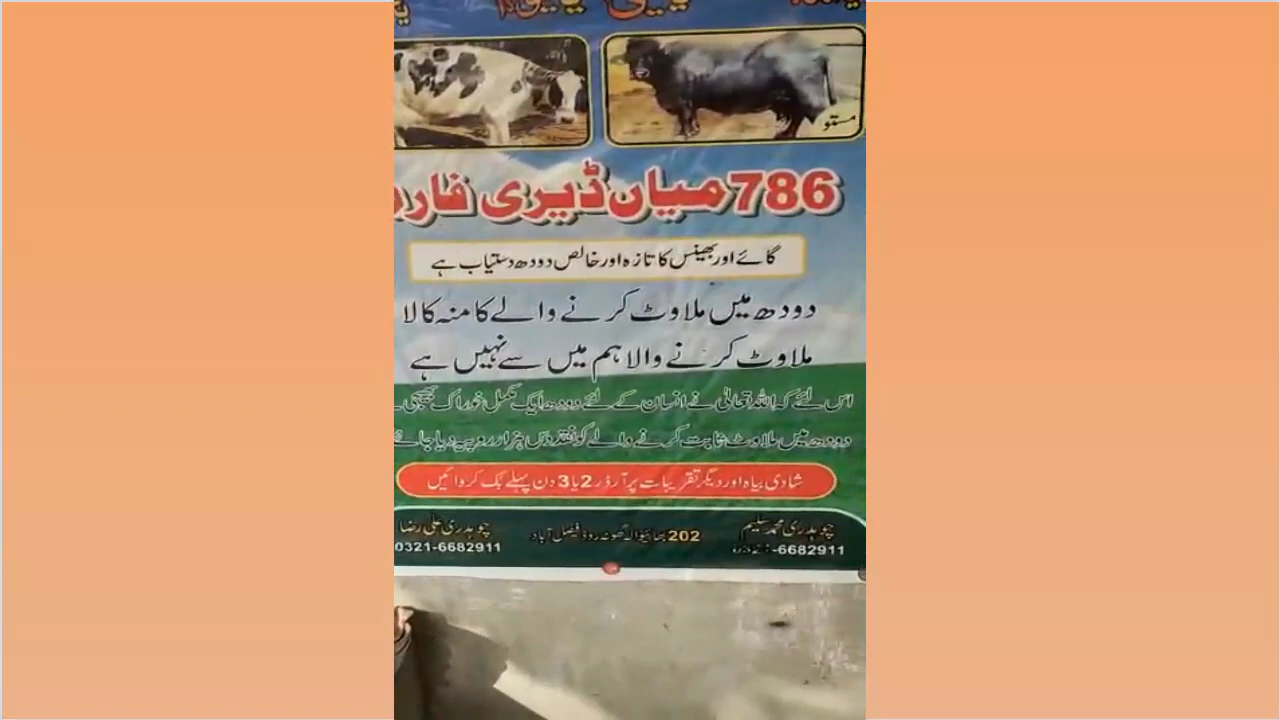 مستو
786 میاں ڈیری فارم
گائے اور بھینس کا تازہ اور خالص دودھ دستیاب ہے
دودھ میں ملاوٹ کرنے والے کا منہ کالا
ملاوٹ کرنے والا ہم میں سے نہیں ہے
اس لئے کہ اللہ تعالیٰ نے انسان کے لئے دودھ ایک مکمل خوراک بھیجی
دودھ میں ملاوٹ ثابت کرنے والے کو نقد دس ہزار روپیہ دیا جائے
شادی بیاہ اور دیگر تقریبات پر آرڈر 2 یا 3 دن پہلے بک کروائیں
چوہدری محمد سلیم
-6682911
202 بھائیوالہ گھونہ روڈ فیصل آباد
چوہدری علی رضا
0321-6682911